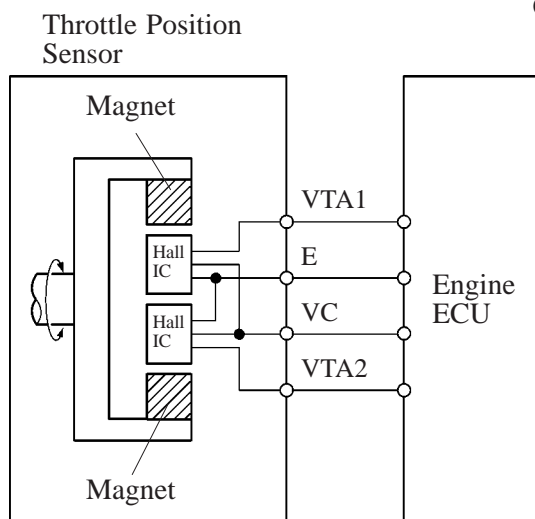 Throttle Position
Sensor
Magnet
VTA1
Hall
IC
E
Engine
ECU
Hall
IC
VC
VTA2
Magnet